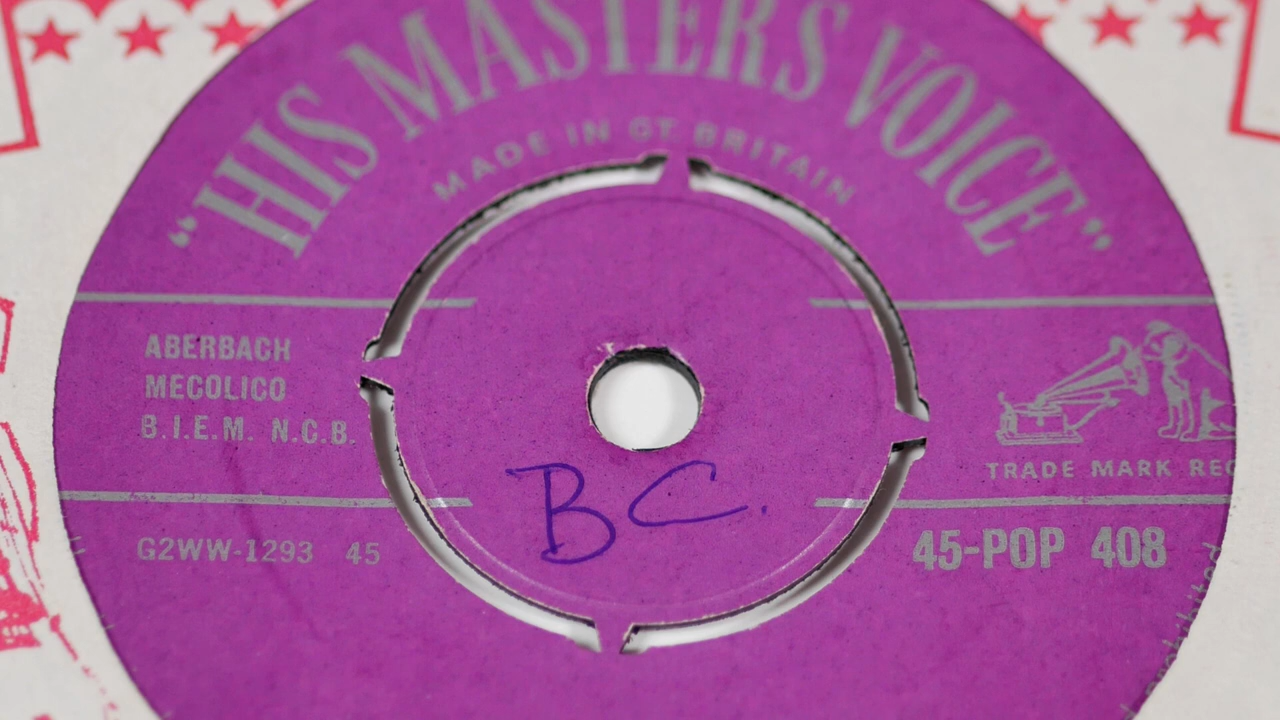 "HIS MASTERS VOICE"
MADE IN GT. BRITAIN
ABERBACH
MECOLICO
B.I.E.M. N.C.B.
TRADE MARK REG
BC.
G2WW-1293 45
45-POP 408